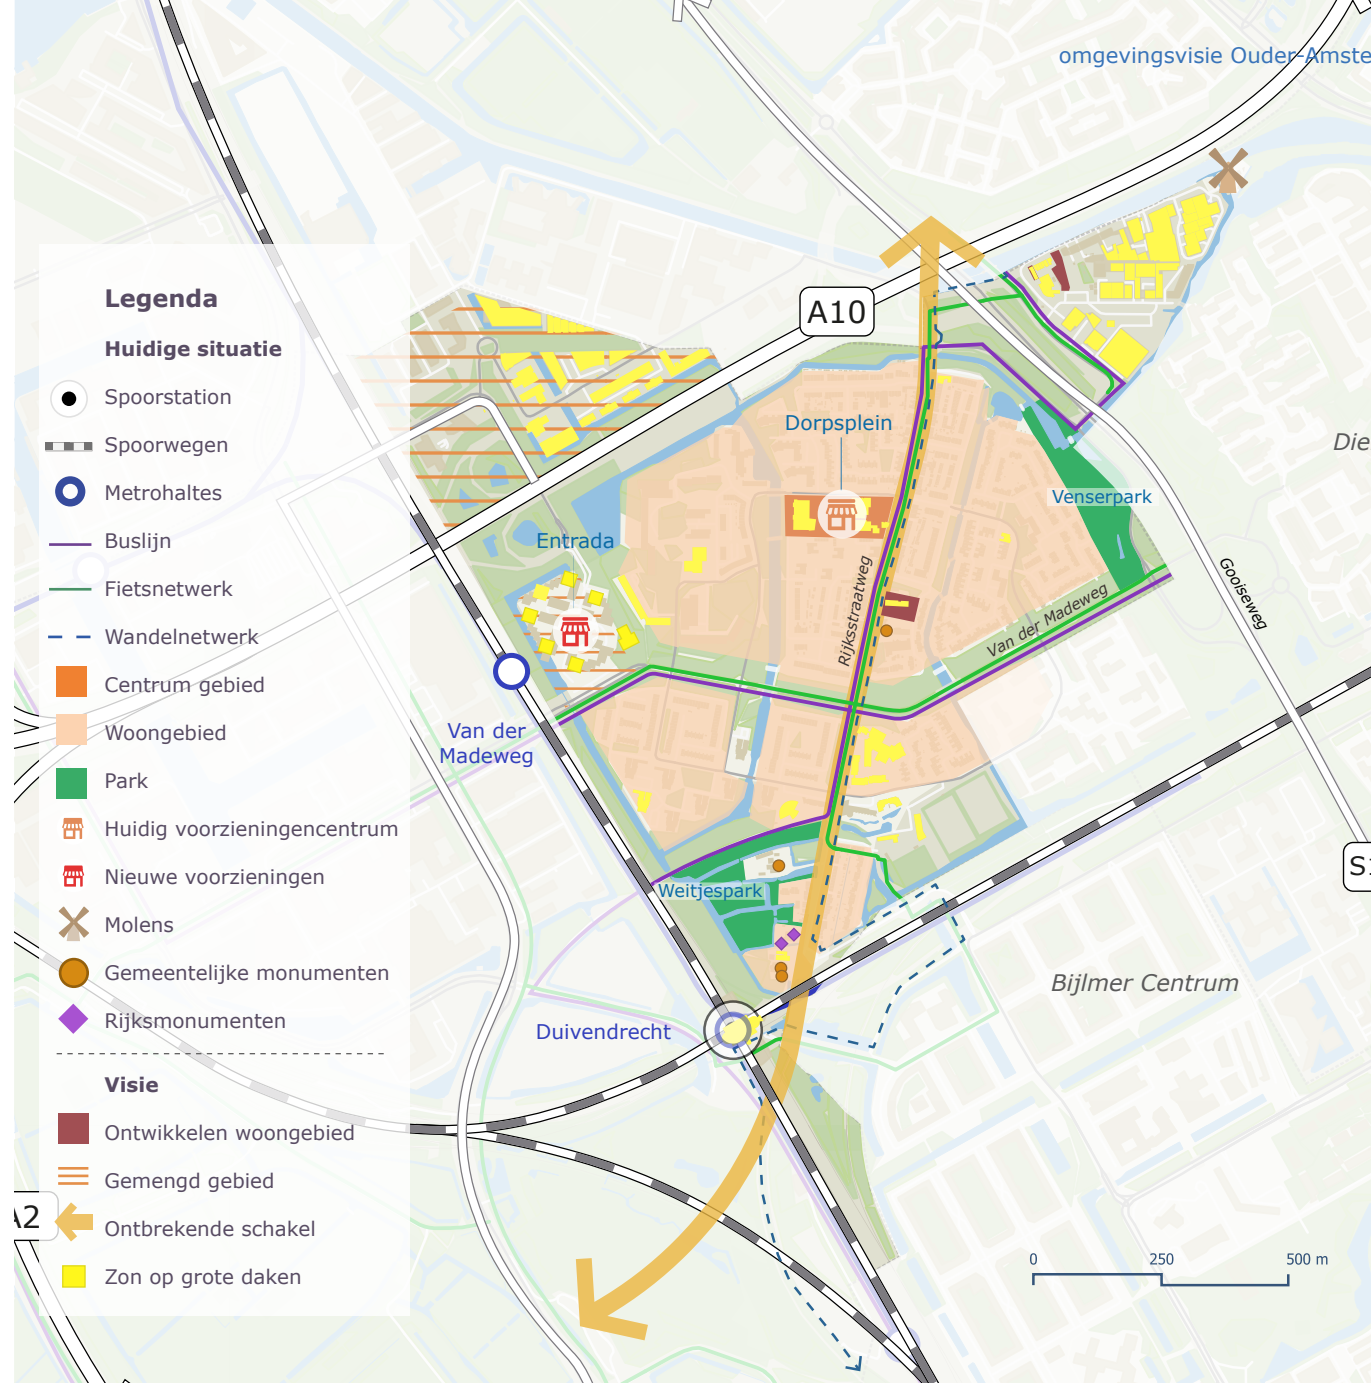 omgevingsvisie Ouder-Amste
A10
Legenda
Huidige situatie
Spoorstation
Spoorwegen
Metrohaltes
Buslijn
Fietsnetwerk
Wandelnetwerk
Centrum gebied
Woongebied
Park
Huidig voorzieningencentrum
Nieuwe voorzieningen
Molens
Gemeentelijke monumenten
Rijksmonumenten
Visie
Ontwikkelen woongebied
Gemengd gebied
Ontbrekende schakel
Zon op grote daken
Dorpsplein
Die
Venserpark
Entrada
Gooiseweg
Rijksstraatweg
Van der Madeweg
Van der
Madeweg
S1
Weitjespark
Bijlmer Centrum
Duivendrecht
A2
0 250 500 m